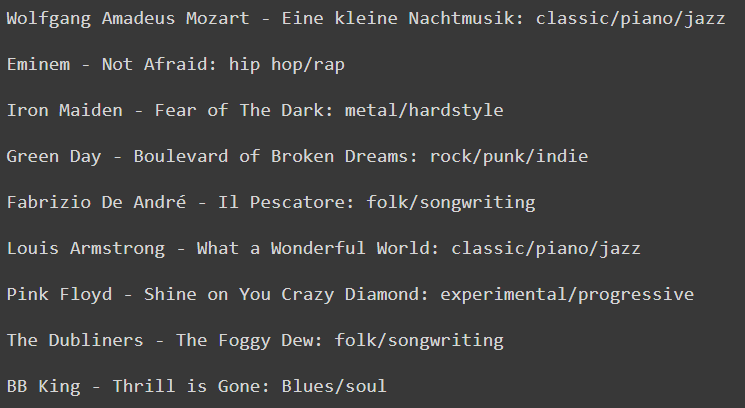 Wolfgang Amadeus Mozart - Eine kleine Nachtmusik: classic/piano/jazz
Eminem - Not Afraid: hip hop/rap
Iron Maiden - Fear of The Dark: metal/hardstyle
Green Day - Boulevard of Broken Dreams: rock/punk/indie
Fabrizio De André - Il Pescatore: folk/songwriting
Louis Armstrong - What a Wonderful World: classic/piano/jazz
Pink Floyd - Shine on You Crazy Diamond: experimental/progressive
The Dubliners - The Foggy Dew: folk/songwriting
BB King - Thrill is Gone: Blues/soul